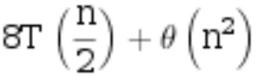 8T (n/2) + θ (n²)